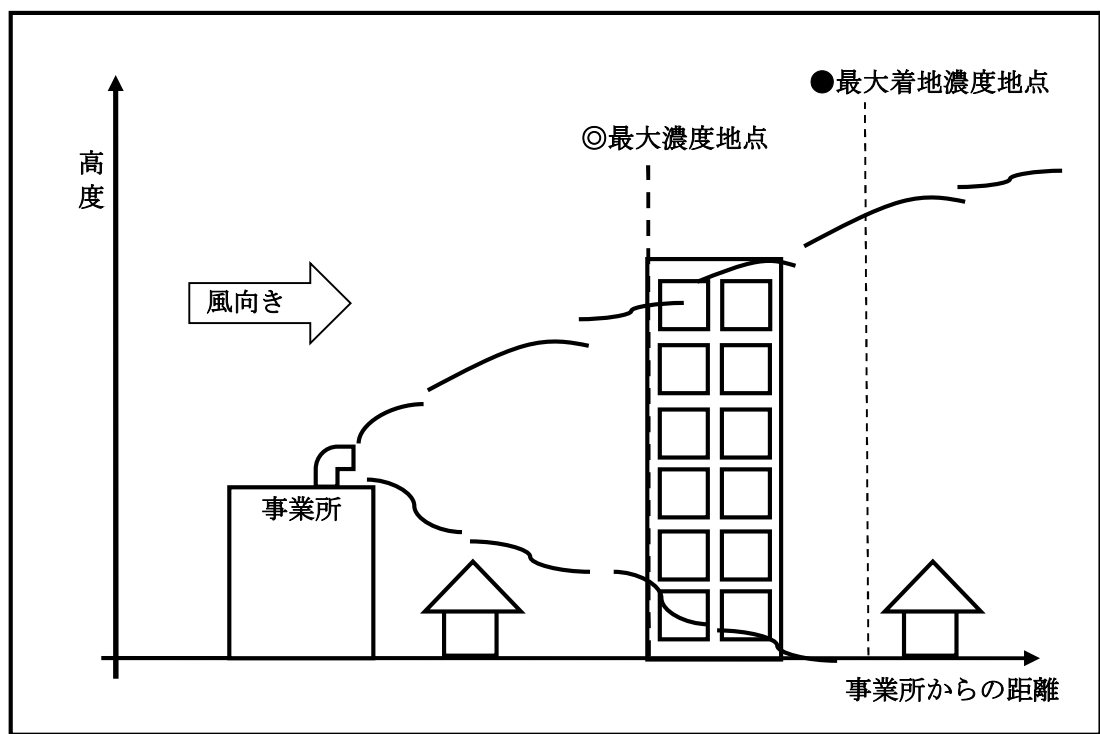 ●最大着地濃度地点
◎最大濃度地点
高度
風向き
事業所
事業所からの距離